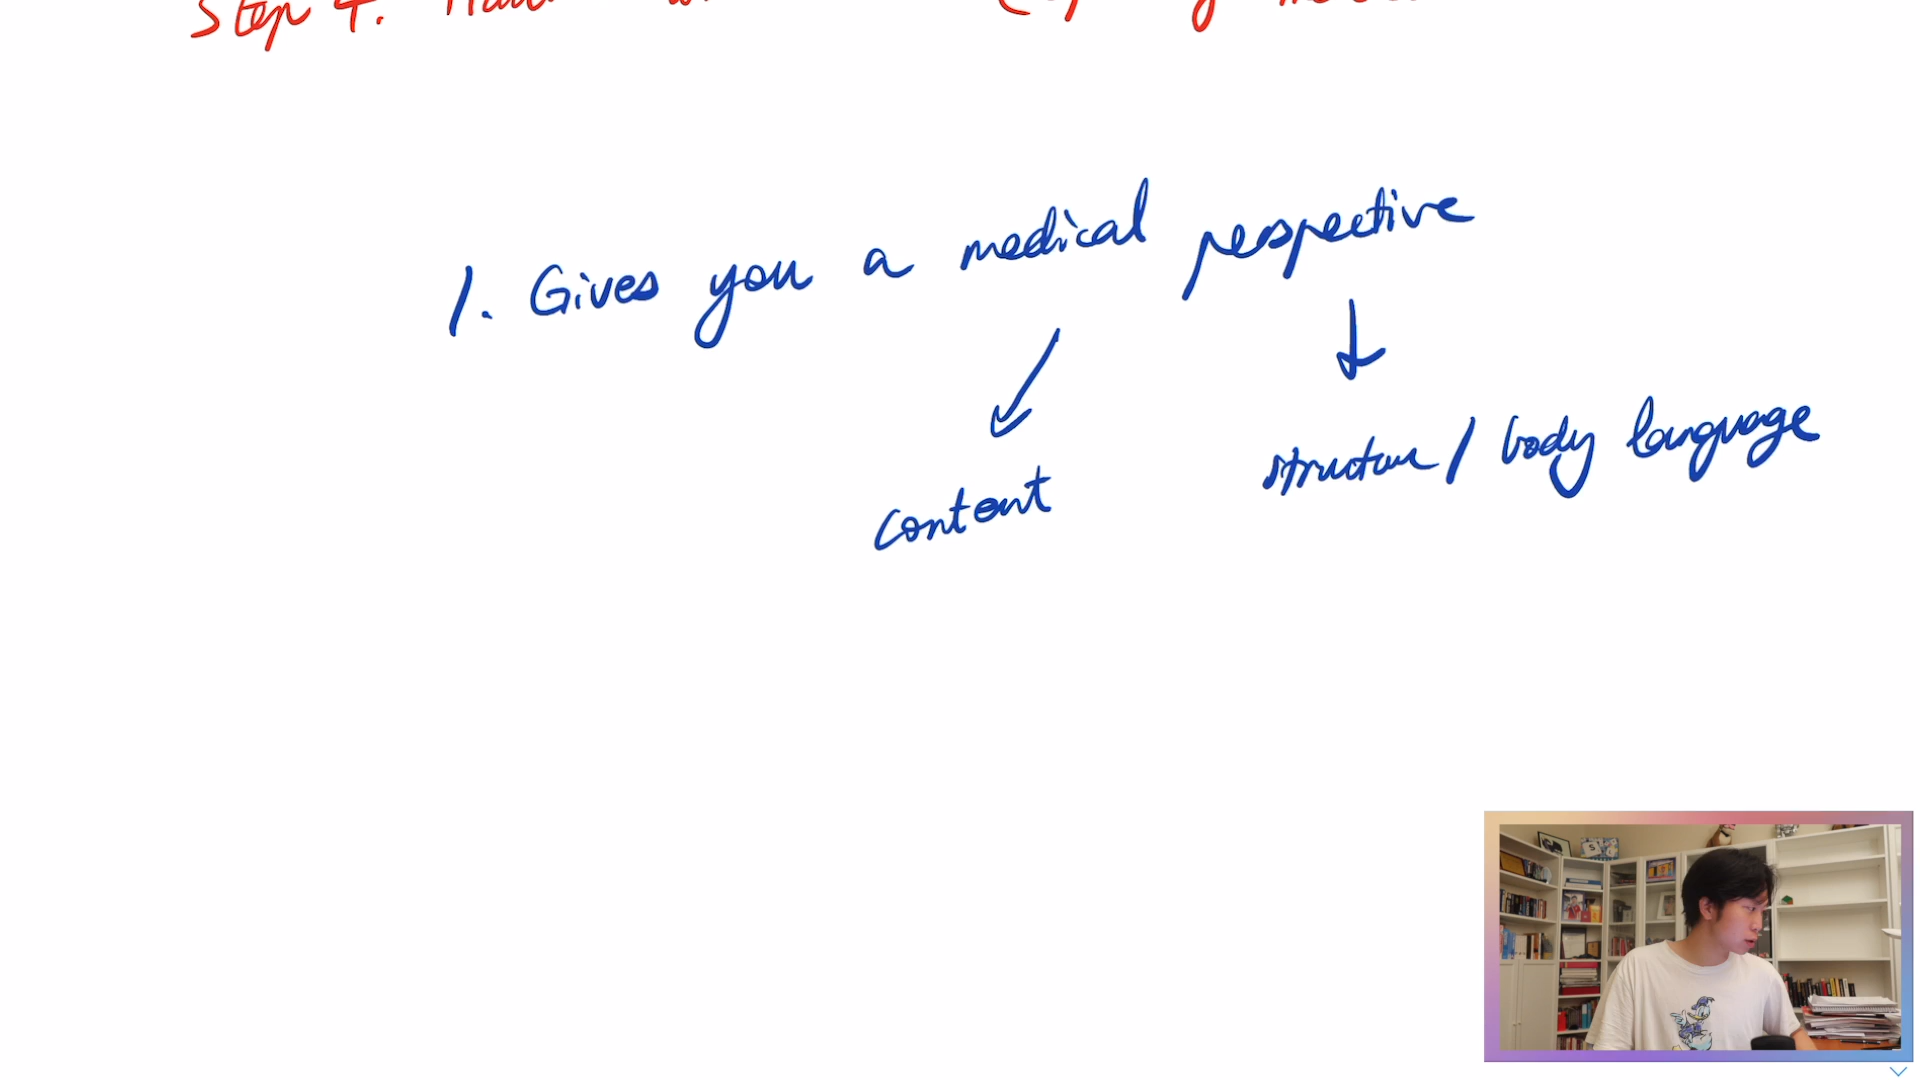 Step 4.
1. Gives you a medical perspective
content
structure / body language